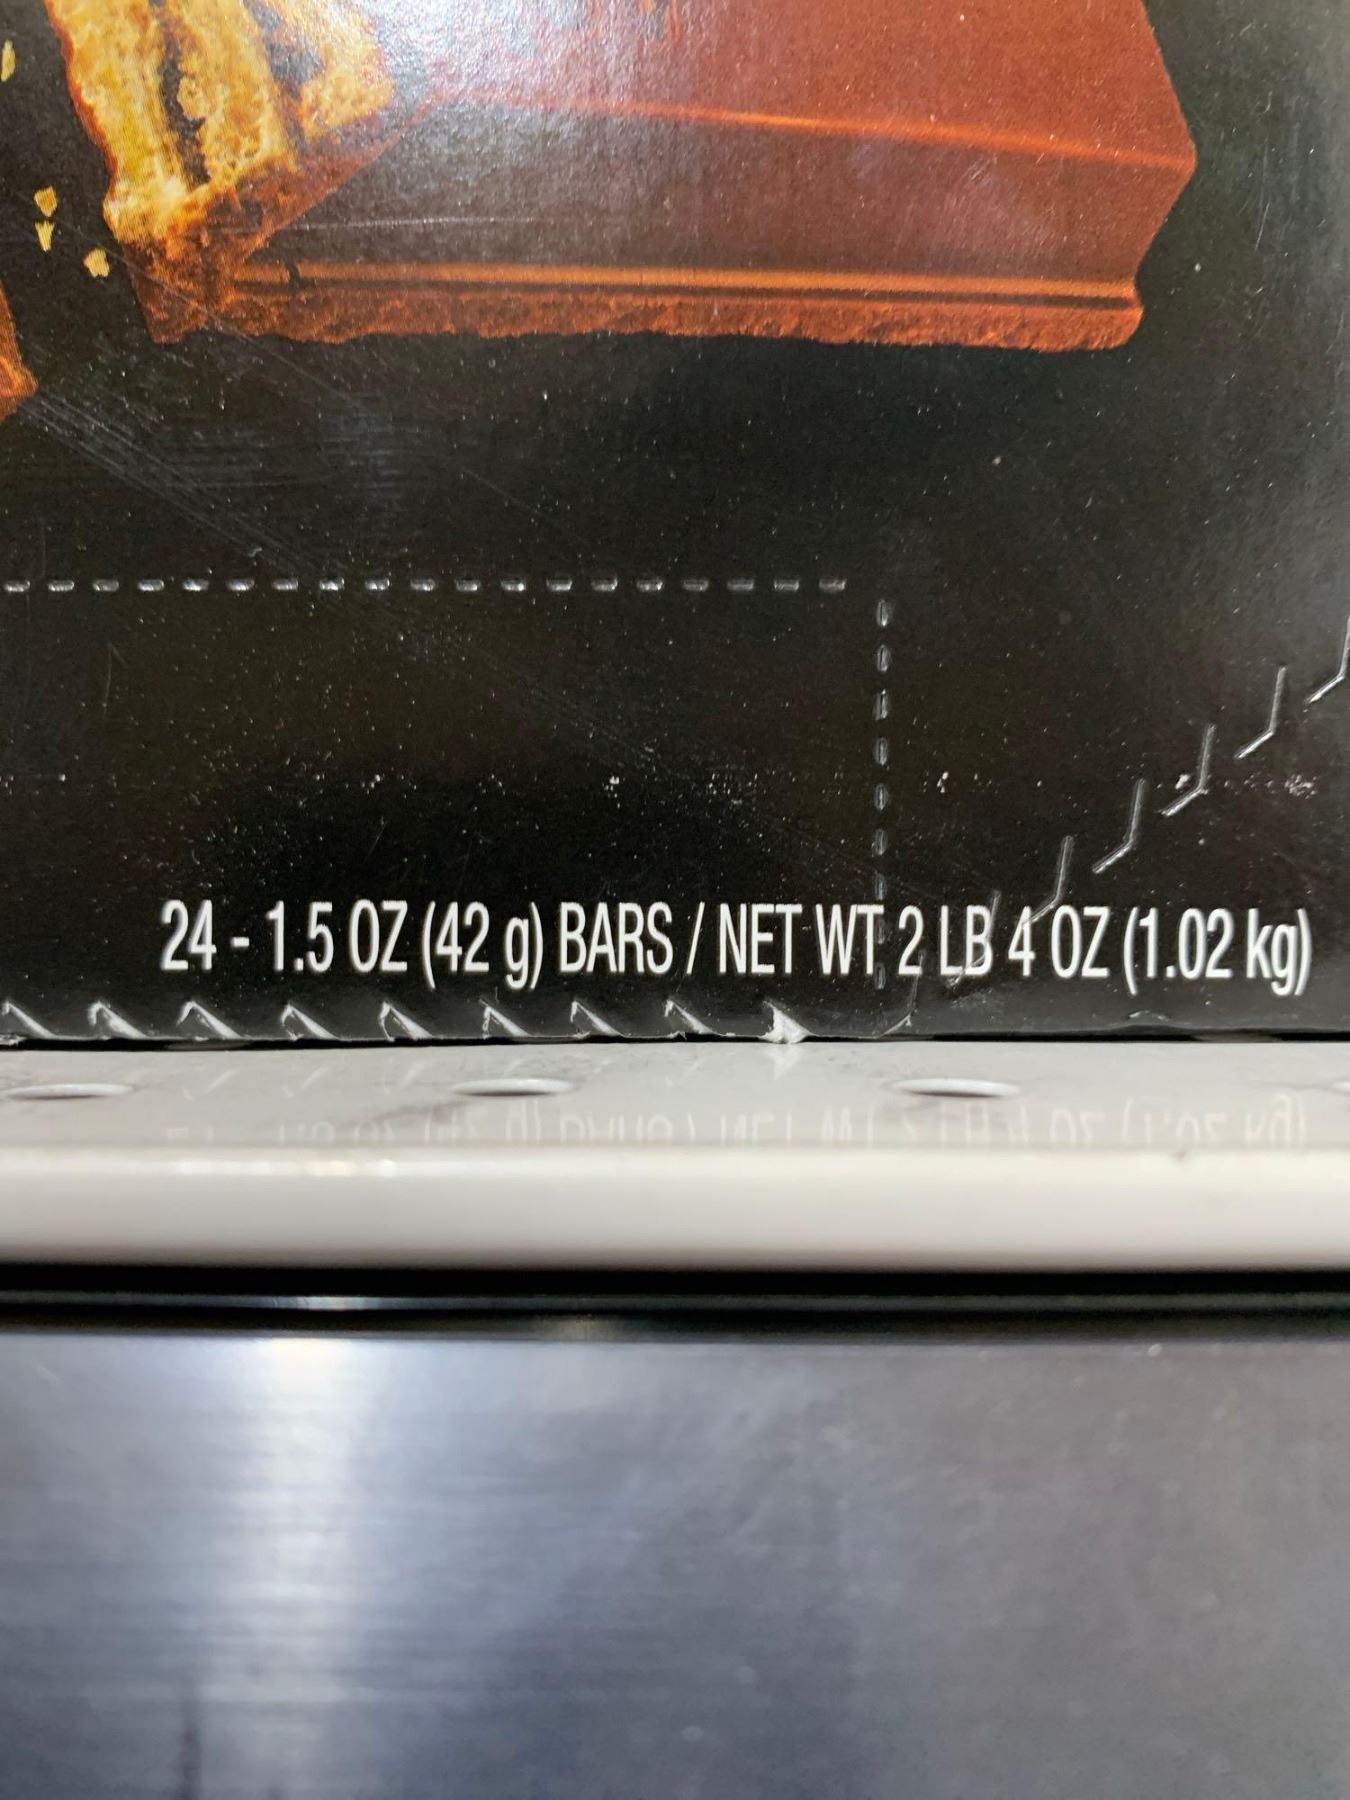 24 - 1.5 OZ (42 g) BARS / NET WT 2 LB 4 OZ (1.02 kg)